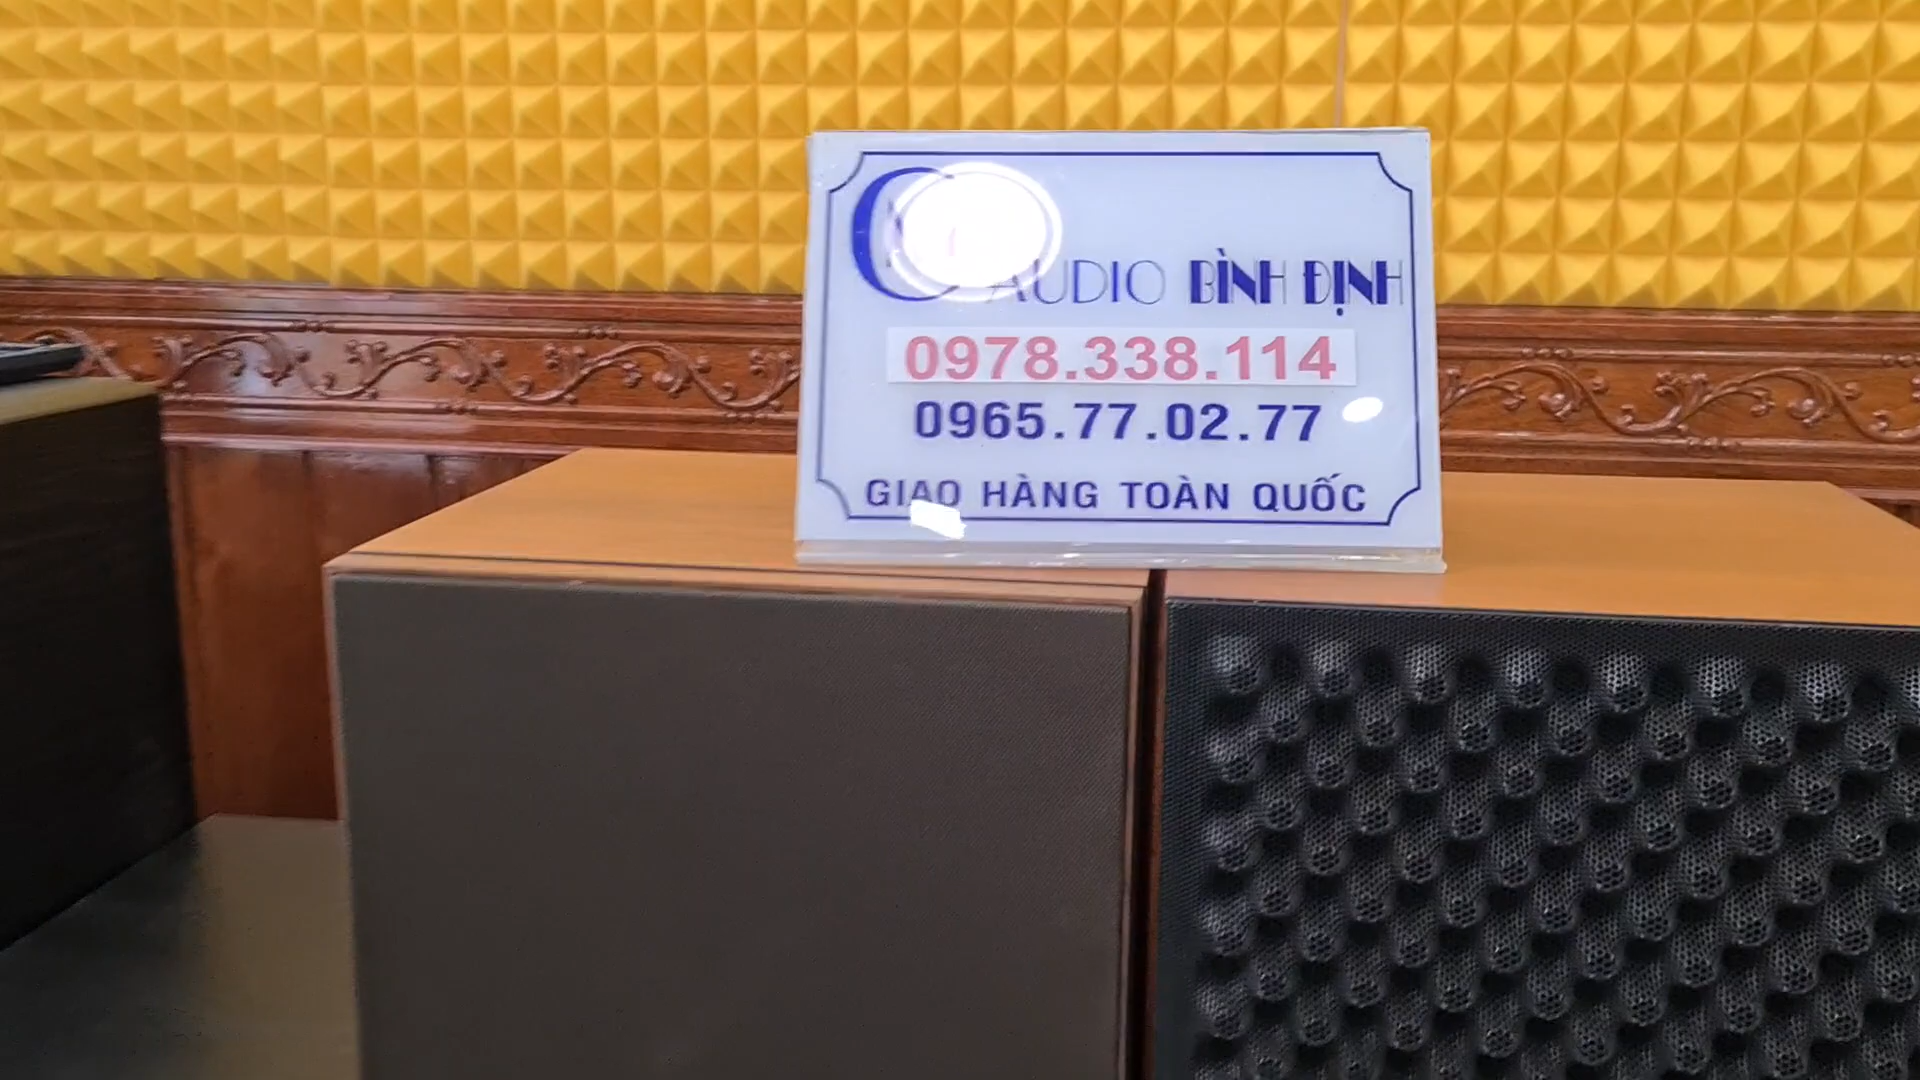 AUDIO BÌNH ĐỊNH
0978.338.114
0965.77.02.77
GIAO HÀNG TOÀN QUỐC